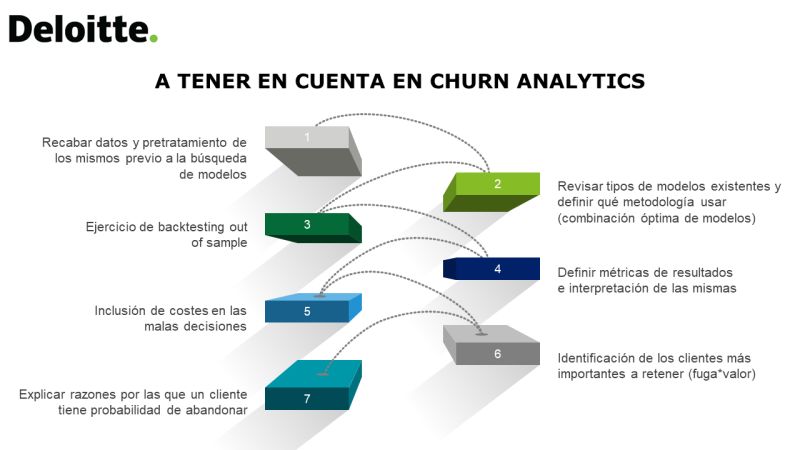 Deloitte.
A TENER EN CUENTA EN CHURN ANALYTICS
1
Recabar datos y pretratamiento de
los mismos previo a la búsqueda
de modelos
2
Revisar tipos de modelos existentes y
definir qué metodología usar
(combinación óptima de modelos)
3
Ejercicio de backtesting out
of sample
4
Definir métricas de resultados
e interpretación de las mismas
5
Inclusión de costes en las
malas decisiones
6
Identificación de los clientes más
importantes a retener (fuga*valor)
7
Explicar razones por las que un cliente
tiene probabilidad de abandonar